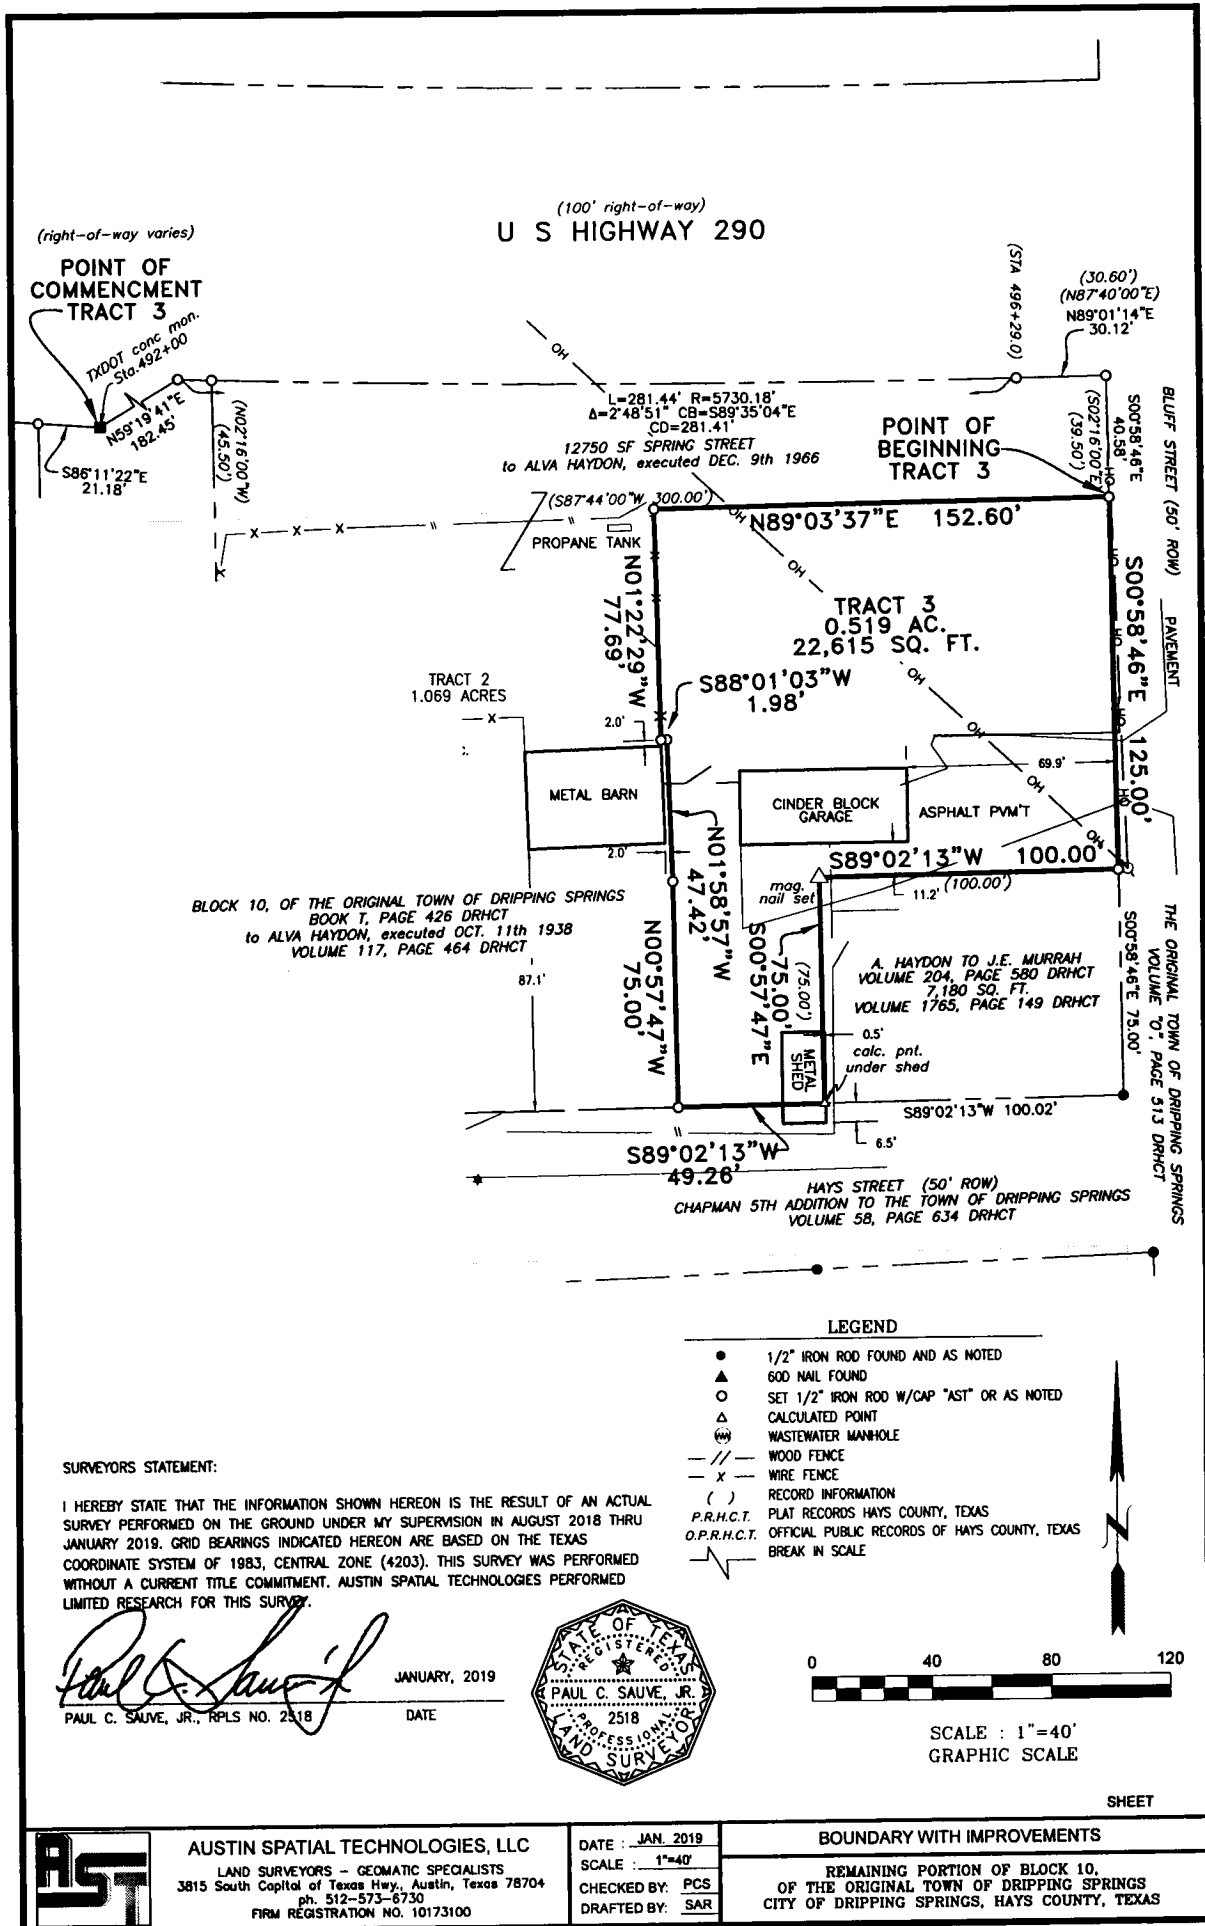 (100' right-of-way)
U S HIGHWAY 290
(right-of-way varies)
POINT OF
COMMENCMENT
TRACT 3
TXDOT conc mon.
Sta.492+00
N59°19'41"E
182.45'
S86°11'22"E
21.18'
(N02°16'00"W)
(45.50')
OH
L=281.44' R=5730.18'
Δ=2°48'51" CB=S89°35'04"E
CD=281.41'
12750 SF SPRING STREET
to ALVA HAYDON, executed DEC. 9th 1966
(STA 496+29.0)
(30.60')
(N87°40'00"E)
N89°01'14"E
30.12'
POINT OF
BEGINNING
TRACT 3
S00°58'46"E
40.58'
(S02°16'00"E)
(39.50')
BLUFF STREET (50' ROW)
PAVEMENT
(S87°44'00"W 300.00')
OH
N89°03'37"E 152.60'
PROPANE TANK
OH
N01°22'29"W
77.69'
TRACT 3
0.519 AC.
22,615 SQ. FT.
S00°58'46"E 125.00'
S88°01'03"W
1.98'
OH
TRACT 2
1.069 ACRES
2.0'
OH
69.9'
OH
METAL BARN
CINDER BLOCK
GARAGE
ASPHALT PVM'T
OH
2.0'
N01°58'57"W
47.42'
S89°02'13"W 100.00'
(100.00')
11.2'
mag.
nail set
BLOCK 10, OF THE ORIGINAL TOWN OF DRIPPING SPRINGS
BOOK T, PAGE 426 DRHCT
to ALVA HAYDON, executed OCT. 11th 1938
VOLUME 117, PAGE 464 DRHCT
87.1'
N00°57'47"W
75.00'
S00°57'47"E
75.00'
(75.00')
A. HAYDON TO J.E. MURRAH
VOLUME 204, PAGE 580 DRHCT
7,180 SQ. FT.
VOLUME 1765, PAGE 149 DRHCT
S00°58'46"E 75.00'
THE ORIGINAL TOWN OF DRIPPING SPRINGS
VOLUME "O", PAGE 513 DRHCT
METAL
SHED
0.5'
calc. pnt.
under shed
S89°02'13"W 100.02'
6.5'
S89°02'13"W
49.26'
HAYS STREET (50' ROW)
CHAPMAN 5TH ADDITION TO THE TOWN OF DRIPPING SPRINGS
VOLUME 58, PAGE 634 DRHCT
LEGEND
1/2" IRON ROD FOUND AND AS NOTED
60D NAIL FOUND
SET 1/2" IRON ROD W/CAP "AST" OR AS NOTED
CALCULATED POINT
WASTEWATER MANHOLE
— // — WOOD FENCE
— X — WIRE FENCE
( ) RECORD INFORMATION
P.R.H.C.T. PLAT RECORDS HAYS COUNTY, TEXAS
O.P.R.H.C.T. OFFICIAL PUBLIC RECORDS OF HAYS COUNTY, TEXAS
BREAK IN SCALE
N
SURVEYORS STATEMENT:
I HEREBY STATE THAT THE INFORMATION SHOWN HEREON IS THE RESULT OF AN ACTUAL
SURVEY PERFORMED ON THE GROUND UNDER MY SUPERVISION IN AUGUST 2018 THRU
JANUARY 2019. GRID BEARINGS INDICATED HEREON ARE BASED ON THE TEXAS
COORDINATE SYSTEM OF 1983, CENTRAL ZONE (4203). THIS SURVEY WAS PERFORMED
WITHOUT A CURRENT TITLE COMMITMENT. AUSTIN SPATIAL TECHNOLOGIES PERFORMED
LIMITED RESEARCH FOR THIS SURVEY.
JANUARY, 2019
PAUL C. SAUVE, JR., RPLS NO. 2518
DATE
STATE OF TEXAS
REGISTERED
PAUL C. SAUVE, JR.
2518
PROFESSIONAL
LAND SURVEYOR
0 40 80 120
SCALE : 1"=40'
GRAPHIC SCALE
SHEET
AST
AUSTIN SPATIAL TECHNOLOGIES, LLC
LAND SURVEYORS - GEOMATIC SPECIALISTS
3815 South Capital of Texas Hwy., Austin, Texas 78704
ph. 512-573-6730
FIRM REGISTRATION NO. 10173100
DATE : JAN. 2019
SCALE : 1"=40'
CHECKED BY: PCS
DRAFTED BY: SAR
BOUNDARY WITH IMPROVEMENTS
REMAINING PORTION OF BLOCK 10,
OF THE ORIGINAL TOWN OF DRIPPING SPRINGS
CITY OF DRIPPING SPRINGS, HAYS COUNTY, TEXAS